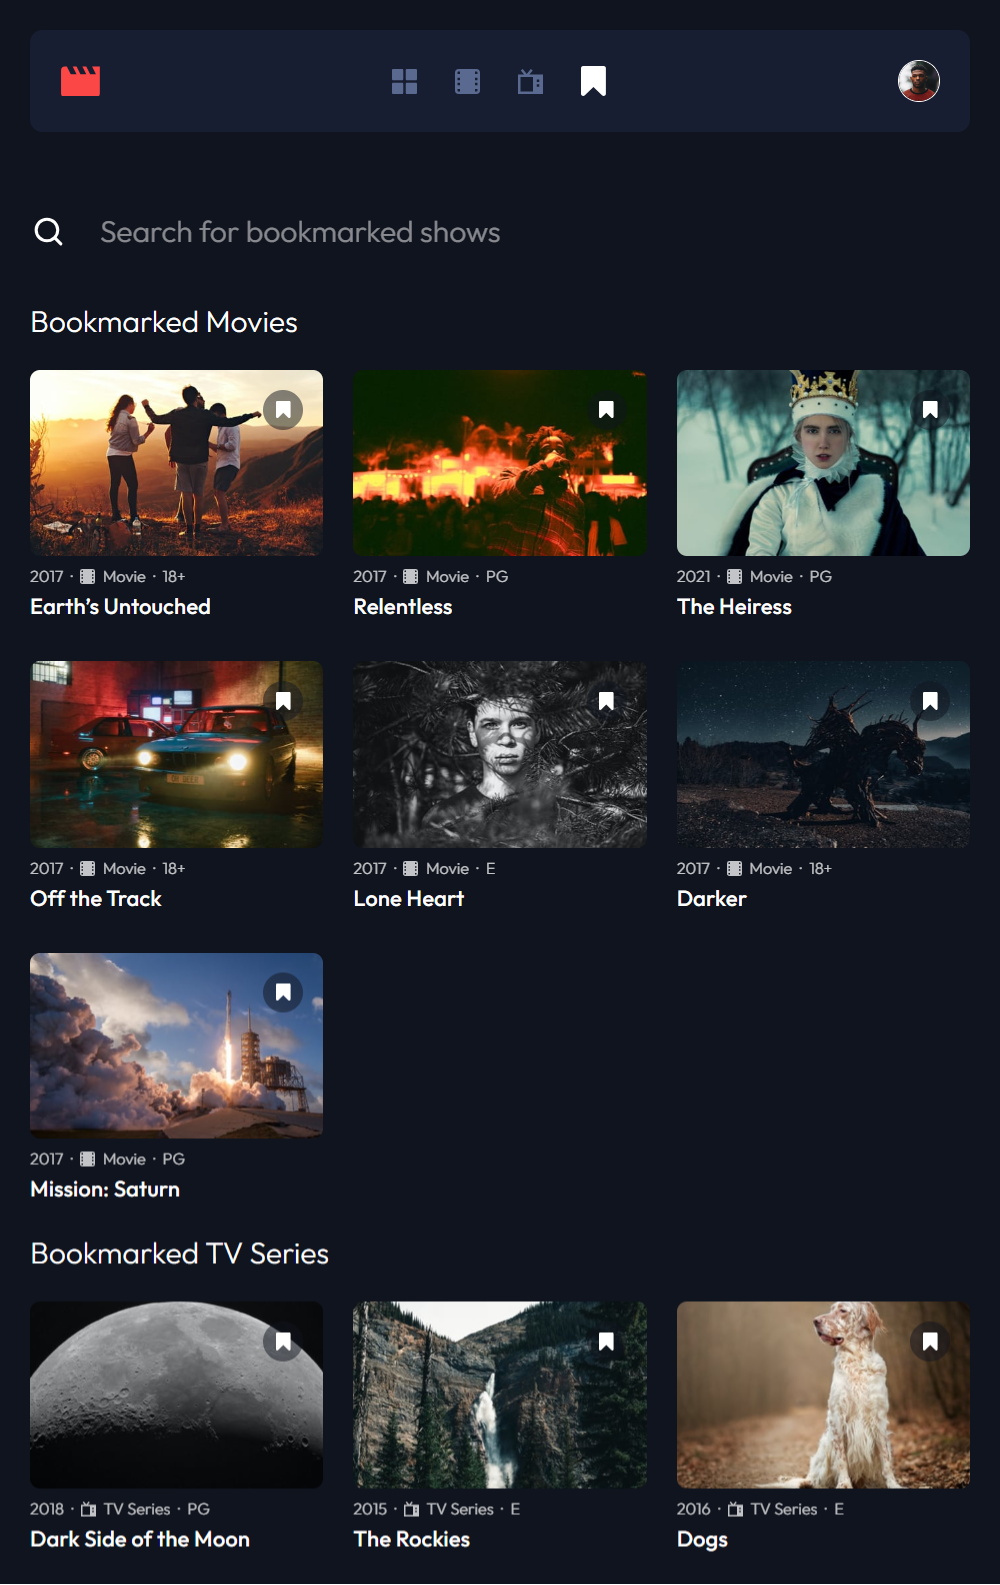 Search for bookmarked shows
Bookmarked Movies
2017 · Movie · 18+
Earth’s Untouched
2017 · Movie · PG
Relentless
2021 · Movie · PG
The Heiress
2017 · Movie · 18+
Off the Track
2017 · Movie · E
Lone Heart
2017 · Movie · 18+
Darker
2017 · Movie · PG
Mission: Saturn
Bookmarked TV Series
2018 · TV Series · PG
Dark Side of the Moon
2015 · TV Series · E
The Rockies
2016 · TV Series · E
Dogs